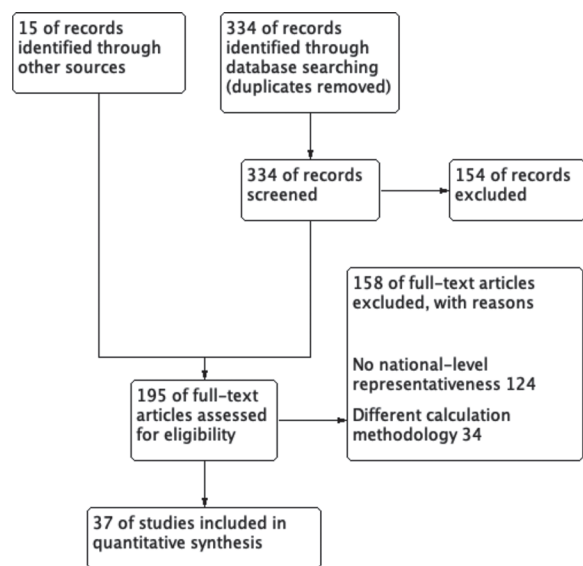 15 of records
identified through
other sources
334 of records
identified through
database searching
(duplicates removed)
334 of records
screened
154 of records
excluded
158 of full-text articles
excluded, with reasons
No national-level
representativeness 124
Different calculation
methodology 34
195 of full-text
articles assessed
for eligibility
37 of studies included in
quantitative synthesis